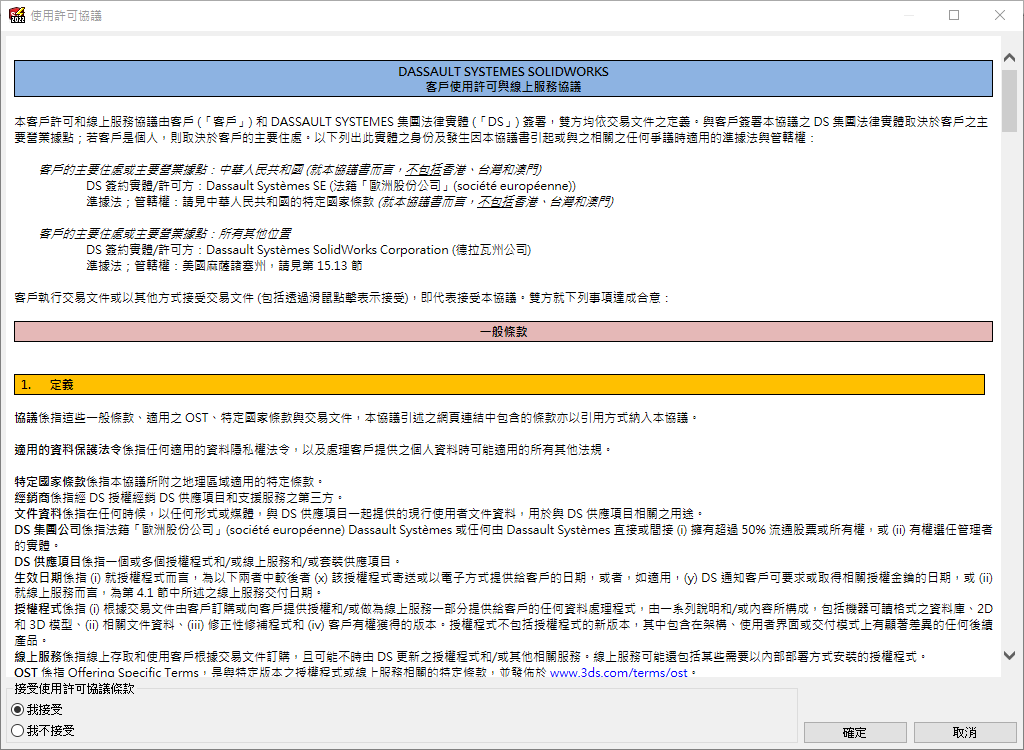 使用許可協議
DASSAULT SYSTEMES SOLIDWORKS
客戶使用許可與線上服務協議
本客戶許可和線上服務協議由客戶 (「客戶」) 和 DASSAULT SYSTEMES 集團法律實體 (「DS」) 簽署，雙方均依交易文件之定義。與客戶簽署本協議之 DS 集團法律實體取決於客戶之主
要營業據點；若客戶是個人，則取決於客戶的主要住處。以下列出此實體之身份及發生因本協議書引起或與之相關之任何爭議時適用的準據法與管轄權：
客戶的主要住處或主要營業據點：中華人民共和國 (就本協議書而言，不包括香港、台灣和澳門)
DS 簽約實體/許可方：Dassault Systèmes SE (法籍「歐洲股份公司」(société européenne))
準據法；管轄權：請見中華人民共和國的特定國家條款 (就本協議書而言，不包括香港、台灣和澳門)
客戶的主要住處或主要營業據點：所有其他位置
DS 簽約實體/許可方：Dassault Systèmes SolidWorks Corporation (德拉瓦州公司)
準據法；管轄權：美國麻薩諸塞州，請見第 15.13 節
客戶執行交易文件或以其他方式接受交易文件 (包括透過滑鼠點擊表示接受)，即代表接受本協議。雙方就下列事項達成合意：
一般條款
1. 定義
協議係指這些一般條款、適用之 OST、特定國家條款與交易文件，本協議引述之網頁連結中包含的條款亦以引用方式納入本協議。
適用的資料保護法令係指任何適用的資料隱私權法令，以及處理客戶提供之個人資料時可能適用的所有其他法規。
特定國家條款係指本協議所附之地理區域適用的特定條款。
經銷商係指經 DS 授權經銷 DS 供應項目和支援服務之第三方。
文件資料係指在任何時候，以任何形式或媒體，與 DS 供應項目一起提供的現行使用者文件資料，用於與 DS 供應項目相關之用途。
DS 集團公司係指法籍「歐洲股份公司」(société européenne) Dassault Systèmes 或任何由 Dassault Systèmes 直接或間接 (i) 擁有超過 50% 流通股票或所有權，或 (ii) 有權選任管理者
的實體。
DS 供應項目係指一個或多個授權程式和/或線上服務和/或套裝供應項目。
生效日期係指 (i) 就授權程式而言，為以下兩者中較後者 (x) 該授權程式寄送或以電子方式提供給客戶的日期，或者，如適用，(y) DS 通知客戶可要求或取得相關授權金鑰的日期，或 (ii)
就線上服務而言，為第 4.1 節中所述之線上服務交付日期。
授權程式係指 (i) 根據交易文件由客戶訂購或向客戶提供授權和/或做為線上服務一部分提供給客戶的任何資料處理程式，由一系列說明和/或內容所構成，包括機器可讀格式之資料庫、2D
和 3D 模型、(ii) 相關文件資料、(iii) 修正性修補程式和 (iv) 客戶有權獲得的版本。授權程式不包括授權程式的新版本，其中包含在架構、使用者界面或交付模式上有顯著差異的任何後續
產品。
線上服務係指線上存取和使用客戶根據交易文件訂購，且可能不時由 DS 更新之授權程式和/或其他相關服務。線上服務可能還包括某些需要以內部部署方式安裝的授權程式。
OST 係指 Offering Specific Terms，是與特定版本之授權程式或線上服務相關的特定條款，並發佈於 www.3ds.com/terms/ost。
接受使用許可協議條款
我接受
我不接受
確定
取消